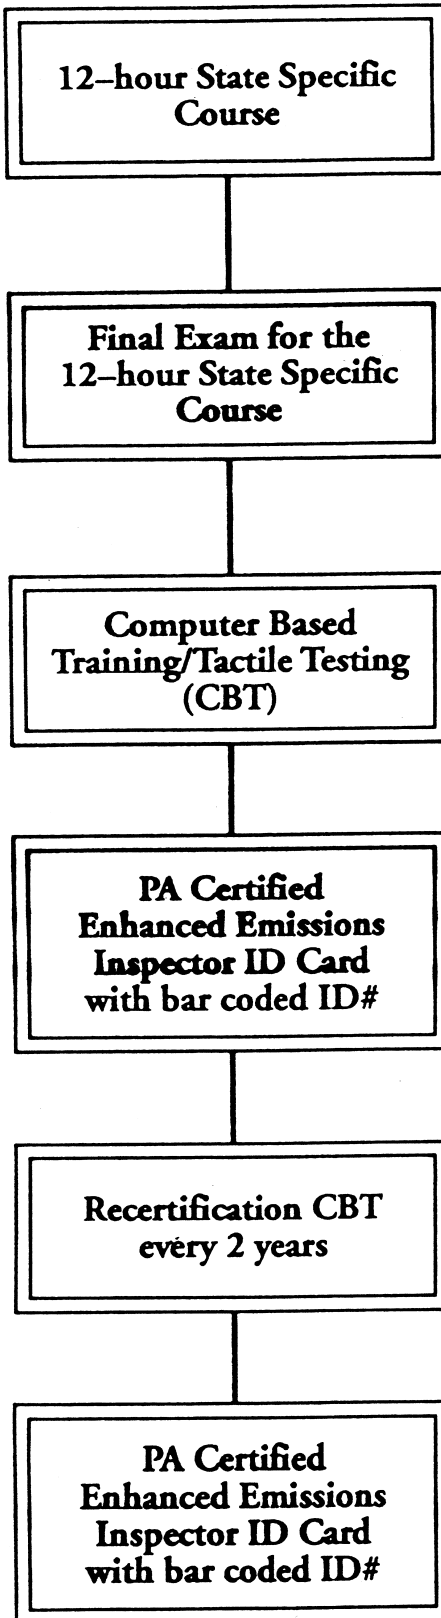 12–hour State Specific
Course
Final Exam for the
12–hour State Specific
Course
Computer Based
Training/Tactile Testing
(CBT)
PA Certified
Enhanced Emissions
Inspector ID Card
with bar coded ID#
Recertification CBT
every 2 years
PA Certified
Enhanced Emissions
Inspector ID Card
with bar coded ID#